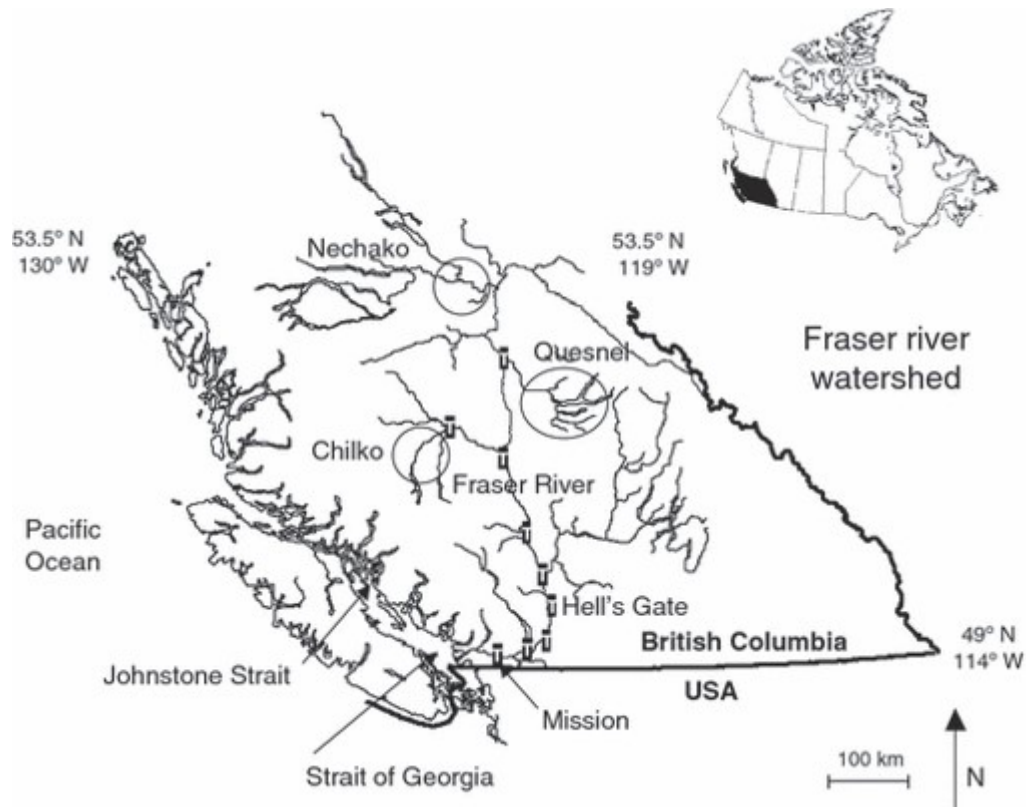 Nechako
53.5° N
130° W
53.5° N
119° W
Fraser river
watershed
Quesnel
Chilko
Fraser River
Pacific
Ocean
Hell's Gate
British Columbia
49° N
114° W
Johnstone Strait
USA
Mission
Strait of Georgia
100 km
N